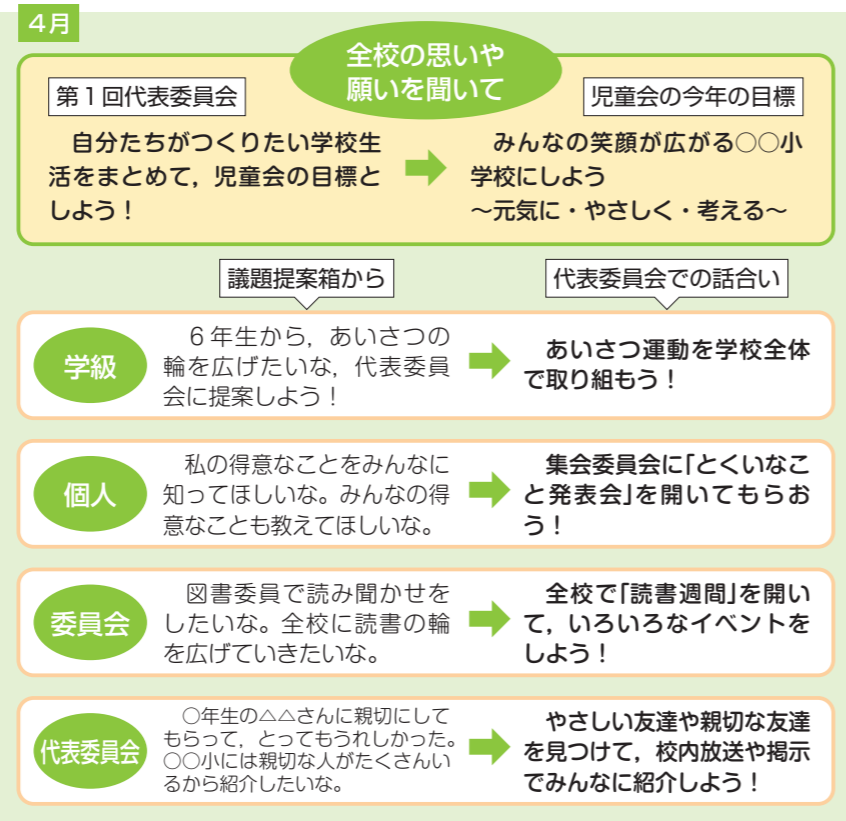 4月
全校の思いや
願いを聞いて
第1回代表委員会
自分たちがつくりたい学校生
活をまとめて，児童会の目標と
しよう！
児童会の今年の目標
みんなの笑顔が広がる○○小
学校にしよう
～元気に・やさしく・考える～
議題提案箱から
代表委員会での話合い
学級
6年生から，あいさつの
輪を広げたいな，代表委員
会に提案しよう！
あいさつ運動を学校全体
で取り組もう！
個人
私の得意なことをみんなに
知ってほしいな。みんなの得
意なことも教えてほしいな。
集会委員会に「とくいなこ
と発表会」を開いてもらお
う！
委員会
図書委員で読み聞かせを
したいな。全校に読書の輪
を広げていきたいな。
全校で「読書週間」を開い
て，いろいろなイベントを
しよう！
代表委員会
○年生の△△さんに親切にして
もらって，とってもうれしかった。
○○小には親切な人がたくさんい
るから紹介したいな。
やさしい友達や親切な友達
を見つけて，校内放送や掲示
でみんなに紹介しよう！